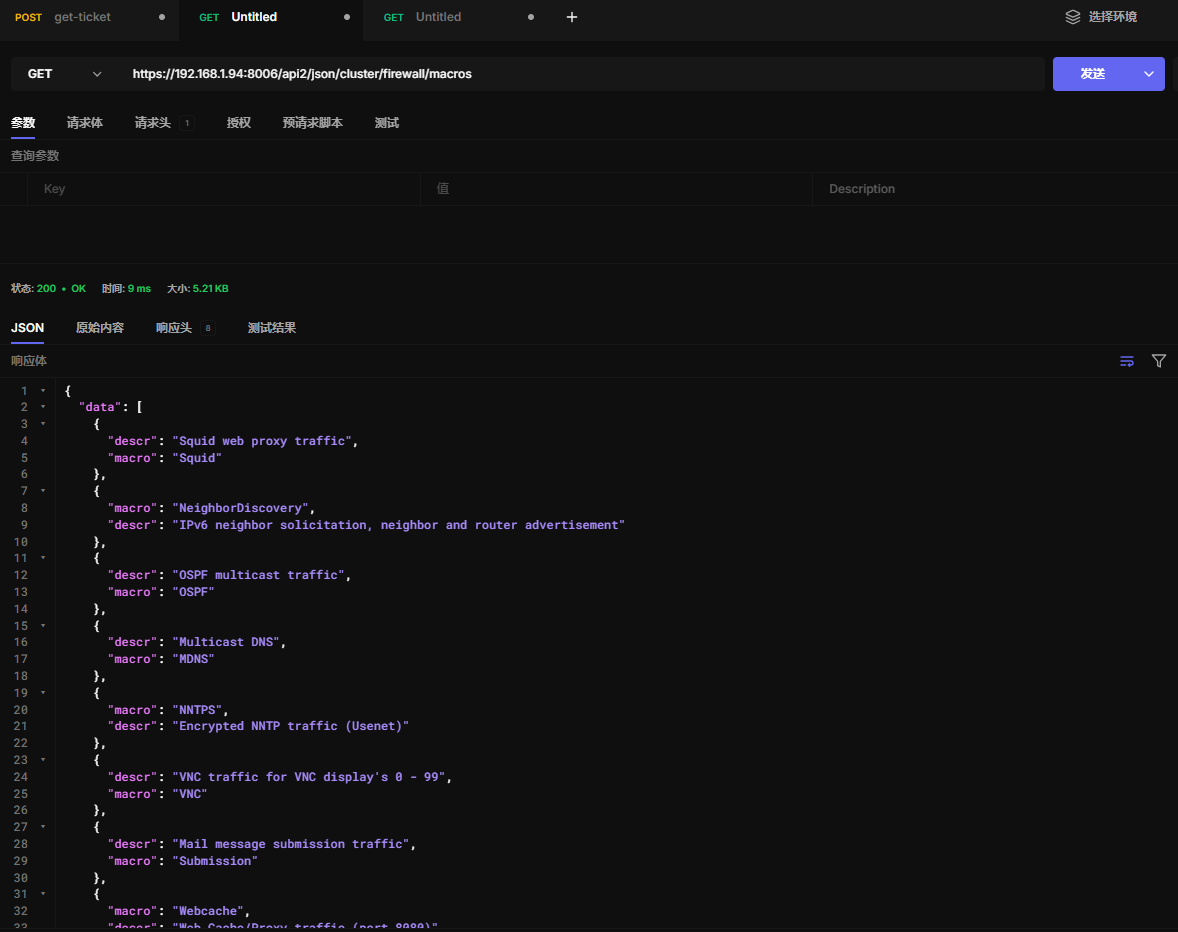 POST get-ticket GET Untitled GET Untitled + 选择环境
GET https://192.168.1.94:8006/api2/json/cluster/firewall/macros 发送
参数 请求体 请求头 1 授权 预请求脚本 测试
查询参数
Key 值 Description
状态: 200 • OK 时间: 9 ms 大小: 5.21 KB
JSON 原始内容 响应头 8 测试结果
响应体
1 {
2 "data": [
3 {
4 "descr": "Squid web proxy traffic",
5 "macro": "Squid"
6 },
7 {
8 "macro": "NeighborDiscovery",
9 "descr": "IPv6 neighbor solicitation, neighbor and router advertisement"
10 },
11 {
12 "descr": "OSPF multicast traffic",
13 "macro": "OSPF"
14 },
15 {
16 "descr": "Multicast DNS",
17 "macro": "MDNS"
18 },
19 {
20 "macro": "NNTPS",
21 "descr": "Encrypted NNTP traffic (Usenet)"
22 },
23 {
24 "descr": "VNC traffic for VNC display's 0 - 99",
25 "macro": "VNC"
26 },
27 {
28 "descr": "Mail message submission traffic",
29 "macro": "Submission"
30 },
31 {
32 "macro": "Webcache",
33 "descr": "Web Cache/Proxy traffic (port 8080)"